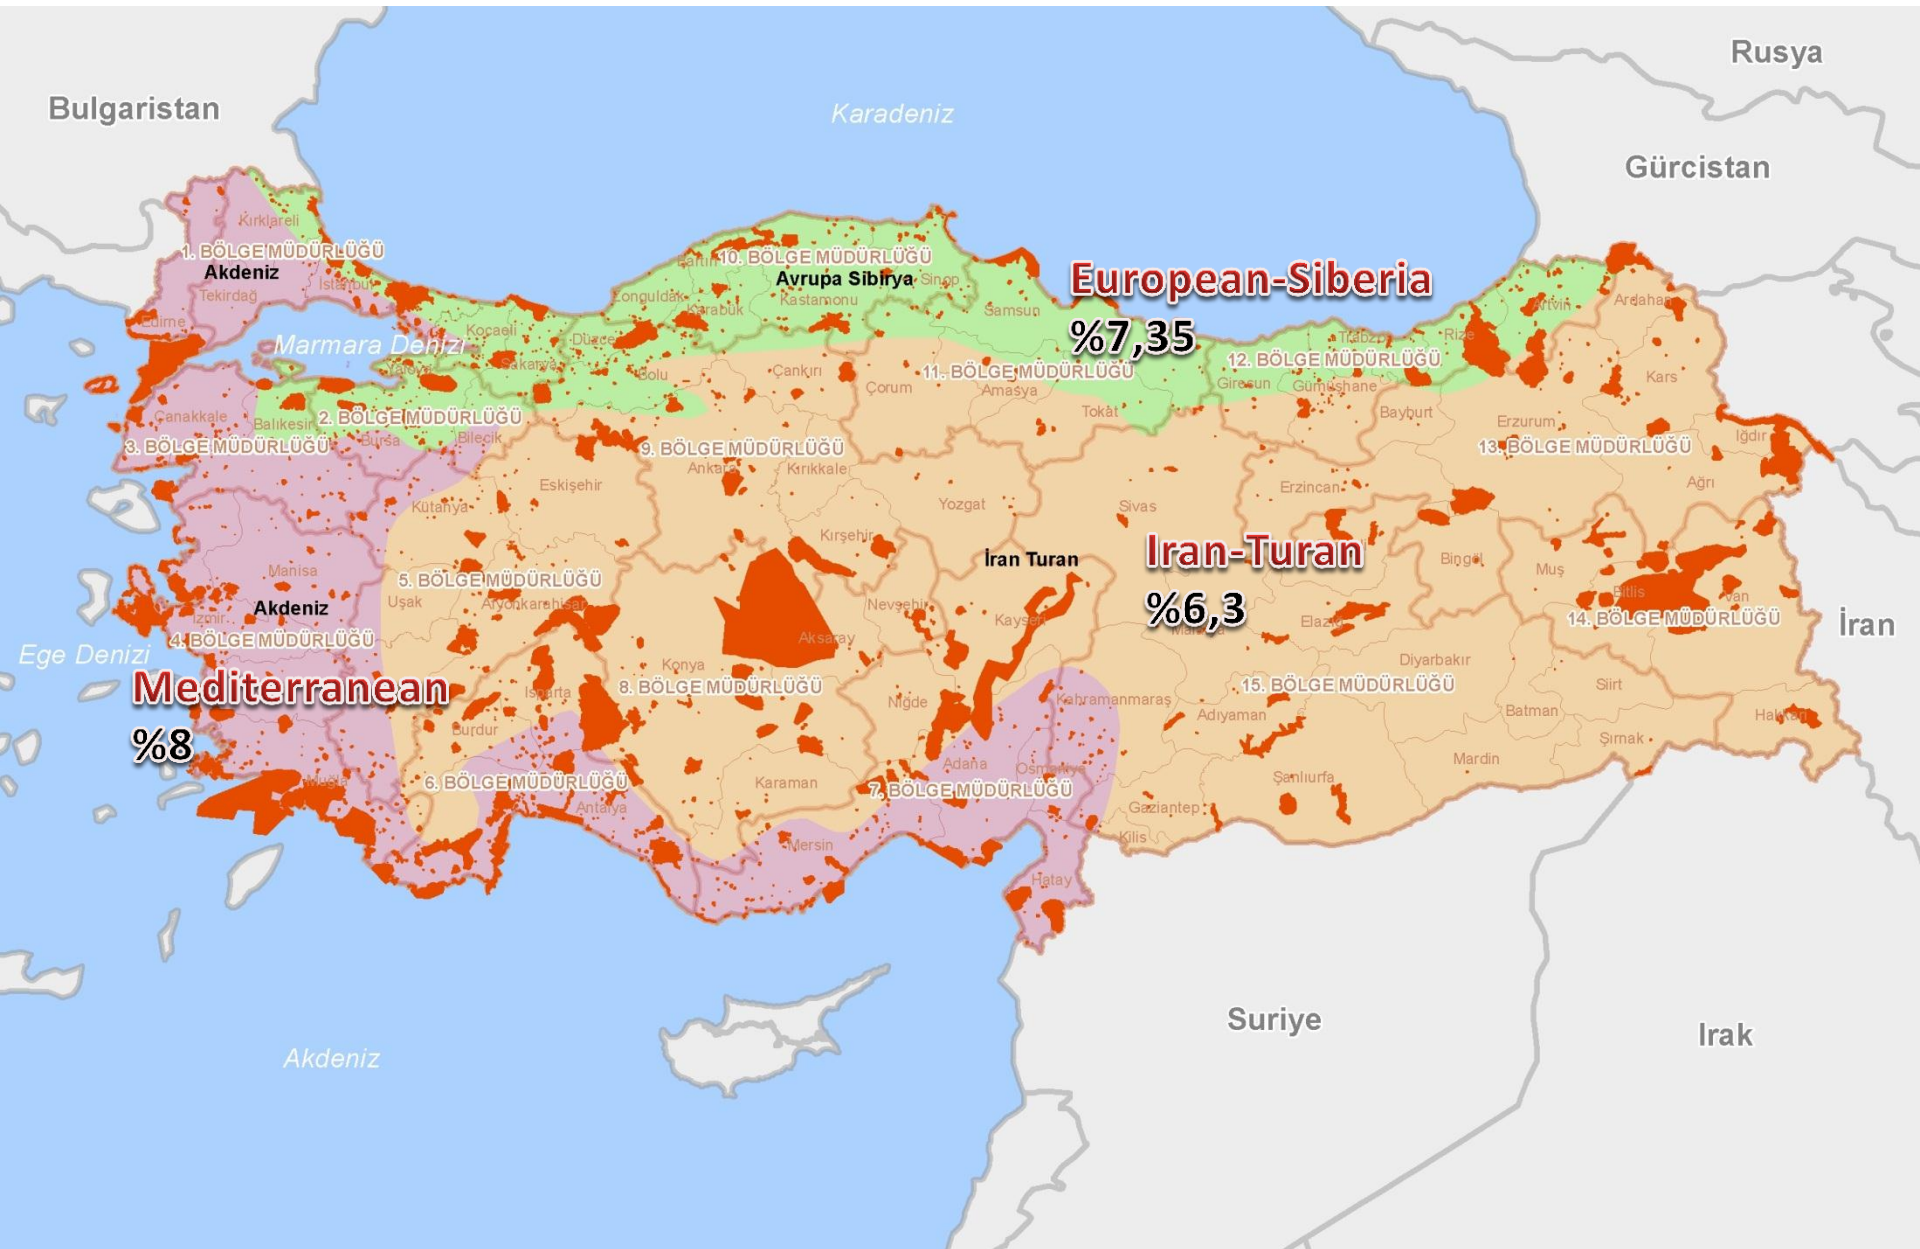 Rusya
Bulgaristan
Karadeniz
Gürcistan
Kırklareli
1. BÖLGE MÜDÜRLÜĞÜ
Akdeniz
Tekirdağ
İstanbul
Edirne
Marmara Denizi
Kocaeli
Yalova
Sakarya
Düzce
Bolu
Zonguldak
Bartın
Karabük
10. BÖLGE MÜDÜRLÜĞÜ
Avrupa Sibirya
Kastamonu
Sinop
Samsun
European-Siberia
%7,35
Trabzon
Rize
Artvin
Ardahan
12. BÖLGE MÜDÜRLÜĞÜ
Giresun
Gümüşhane
Kars
Çankırı
11. BÖLGE MÜDÜRLÜĞÜ
Çorum
Amasya
Tokat
Bayburt
Erzurum
Iğdır
13. BÖLGE MÜDÜRLÜĞÜ
Ağrı
Çanakkale
Balıkesir
2. BÖLGE MÜDÜRLÜĞÜ
Bursa
Bilecik
3. BÖLGE MÜDÜRLÜĞÜ
9. BÖLGE MÜDÜRLÜĞÜ
Ankara
Kırıkkale
Eskişehir
Kütahya
Yozgat
Sivas
Erzincan
Kırşehir
İran Turan
Iran-Turan
%6,3
Bingöl
Muş
Bitlis
Van
14. BÖLGE MÜDÜRLÜĞÜ
İran
Manisa
Akdeniz
İzmir
4. BÖLGE MÜDÜRLÜĞÜ
5. BÖLGE MÜDÜRLÜĞÜ
Uşak
Afyonkarahisar
Nevşehir
Kayseri
Aksaray
Malatya
Elazığ
Ege Denizi
Mediterranean
%8
Isparta
Burdur
Konya
8. BÖLGE MÜDÜRLÜĞÜ
Niğde
Kahramanmaraş
Adıyaman
15. BÖLGE MÜDÜRLÜĞÜ
Diyarbakır
Batman
Siirt
Hakkari
Şırnak
Mardin
Muğla
6. BÖLGE MÜDÜRLÜĞÜ
Antalya
Karaman
7. BÖLGE MÜDÜRLÜĞÜ
Adana
Osmaniye
Gaziantep
Şanlıurfa
Kilis
Mersin
Hatay
Suriye
Irak
Akdeniz